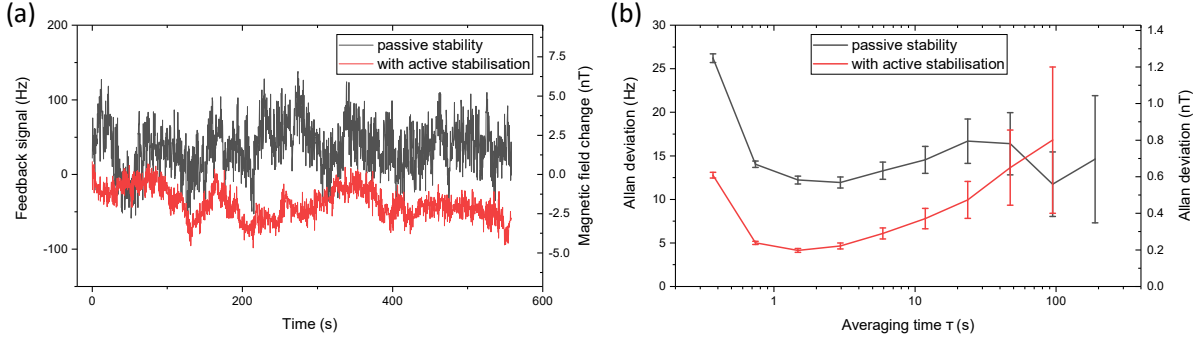 (a)
200
100
0
-100
Feedback signal (Hz)
passive stability
with active stabilisation
7.5
5.0
2.5
0.0
-2.5
-5.0
Magnetic field change (nT)
0
200
400
600
Time (s)
(b)
30
25
20
15
10
5
0
Allan deviation (Hz)
passive stability
with active stabilisation
1.4
1.2
1.0
0.8
0.6
0.4
0.2
0.0
Allan deviation (nT)
1
10
100
Averaging time τ (s)